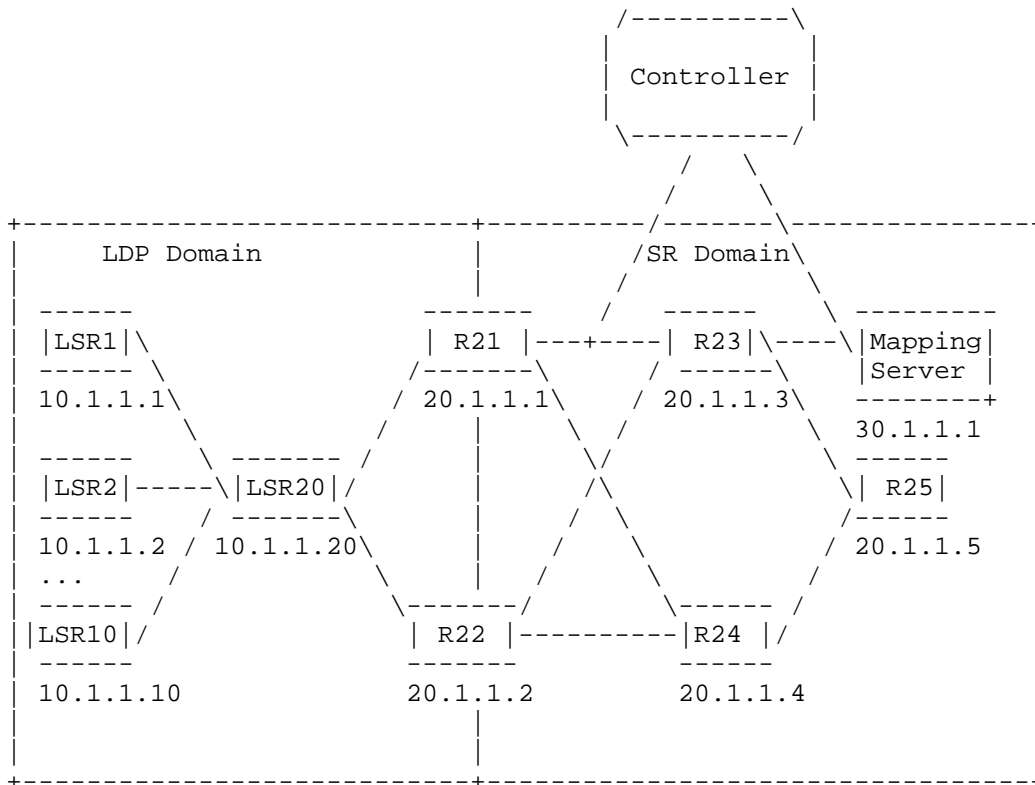 Controller
LDP Domain SR Domain
LSR1 R21 R23 Mapping
Server
10.1.1.1 20.1.1.1 20.1.1.3
30.1.1.1
LSR2 LSR20 R25
10.1.1.2 10.1.1.20 20.1.1.5
...
LSR10 R22 R24
10.1.1.10 20.1.1.2 20.1.1.4